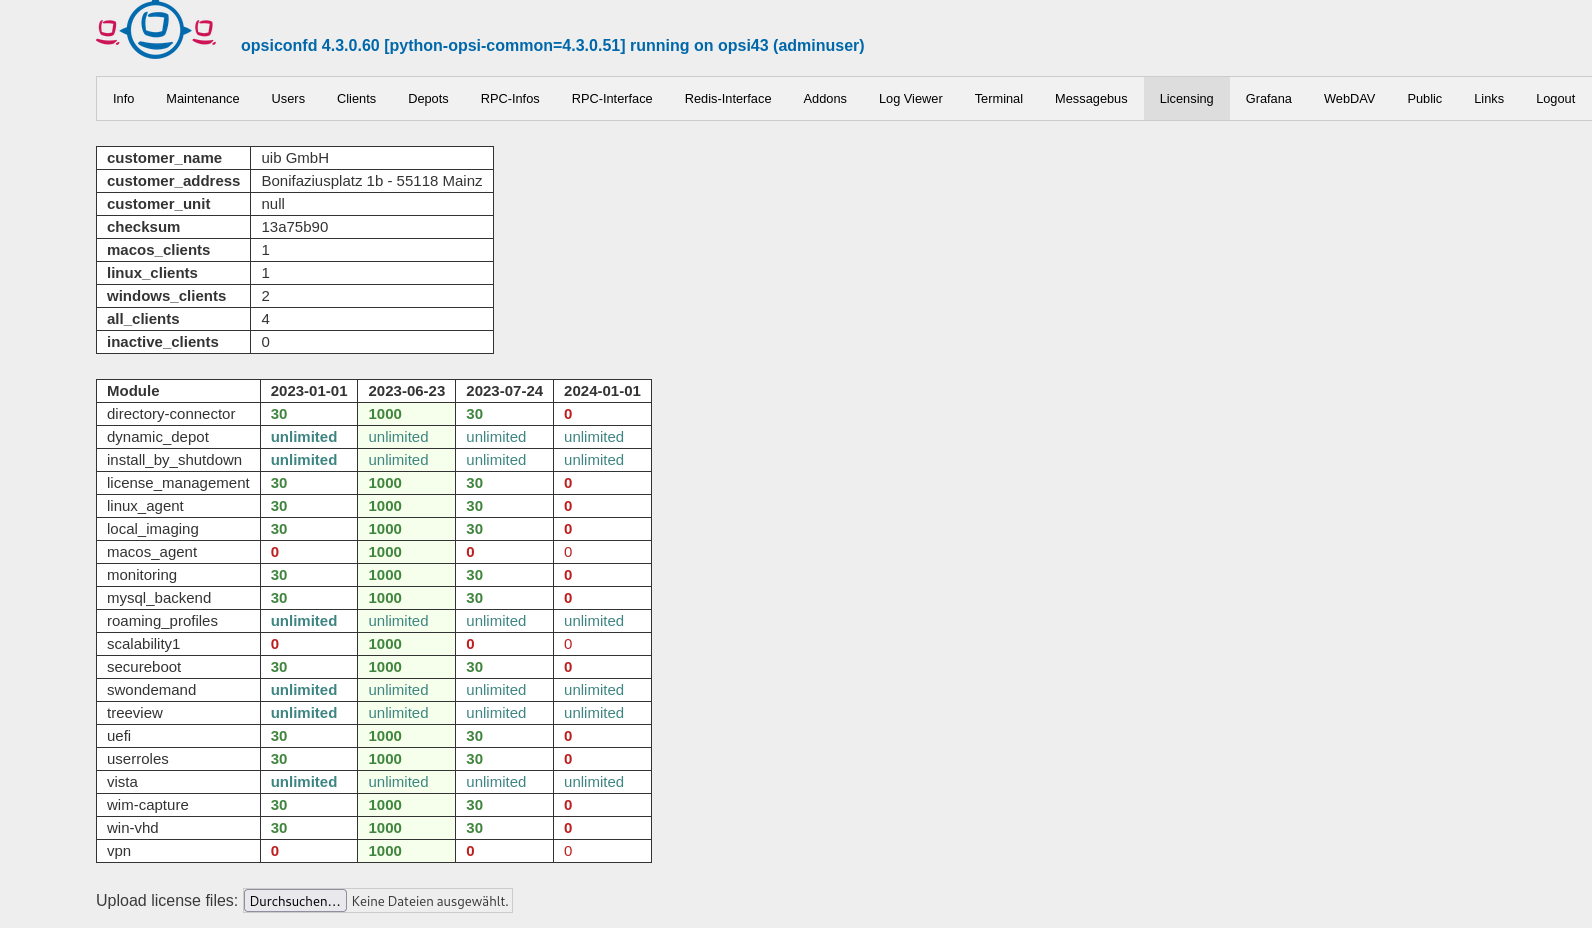 opsiconfd 4.3.0.60 [python-opsi-common=4.3.0.51] running on opsi43 (adminuser)
Info Maintenance Users Clients Depots RPC-Infos RPC-Interface Redis-Interface Addons Log Viewer Terminal Messagebus Licensing Grafana WebDAV Public Links Logout
customer_name uib GmbH
customer_address Bonifaziusplatz 1b - 55118 Mainz
customer_unit null
checksum 13a75b90
macos_clients 1
linux_clients 1
windows_clients 2
all_clients 4
inactive_clients 0
Module 2023-01-01 2023-06-23 2023-07-24 2024-01-01
directory-connector 30 1000 30 0
dynamic_depot unlimited unlimited unlimited unlimited
install_by_shutdown unlimited unlimited unlimited unlimited
license_management 30 1000 30 0
linux_agent 30 1000 30 0
local_imaging 30 1000 30 0
macos_agent 0 1000 0 0
monitoring 30 1000 30 0
mysql_backend 30 1000 30 0
roaming_profiles unlimited unlimited unlimited unlimited
scalability1 0 1000 0 0
secureboot 30 1000 30 0
swondemand unlimited unlimited unlimited unlimited
treeview unlimited unlimited unlimited unlimited
uefi 30 1000 30 0
userroles 30 1000 30 0
vista unlimited unlimited unlimited unlimited
wim-capture 30 1000 30 0
win-vhd 30 1000 30 0
vpn 0 1000 0 0
Upload license files: Durchsuchen... Keine Dateien ausgewählt.